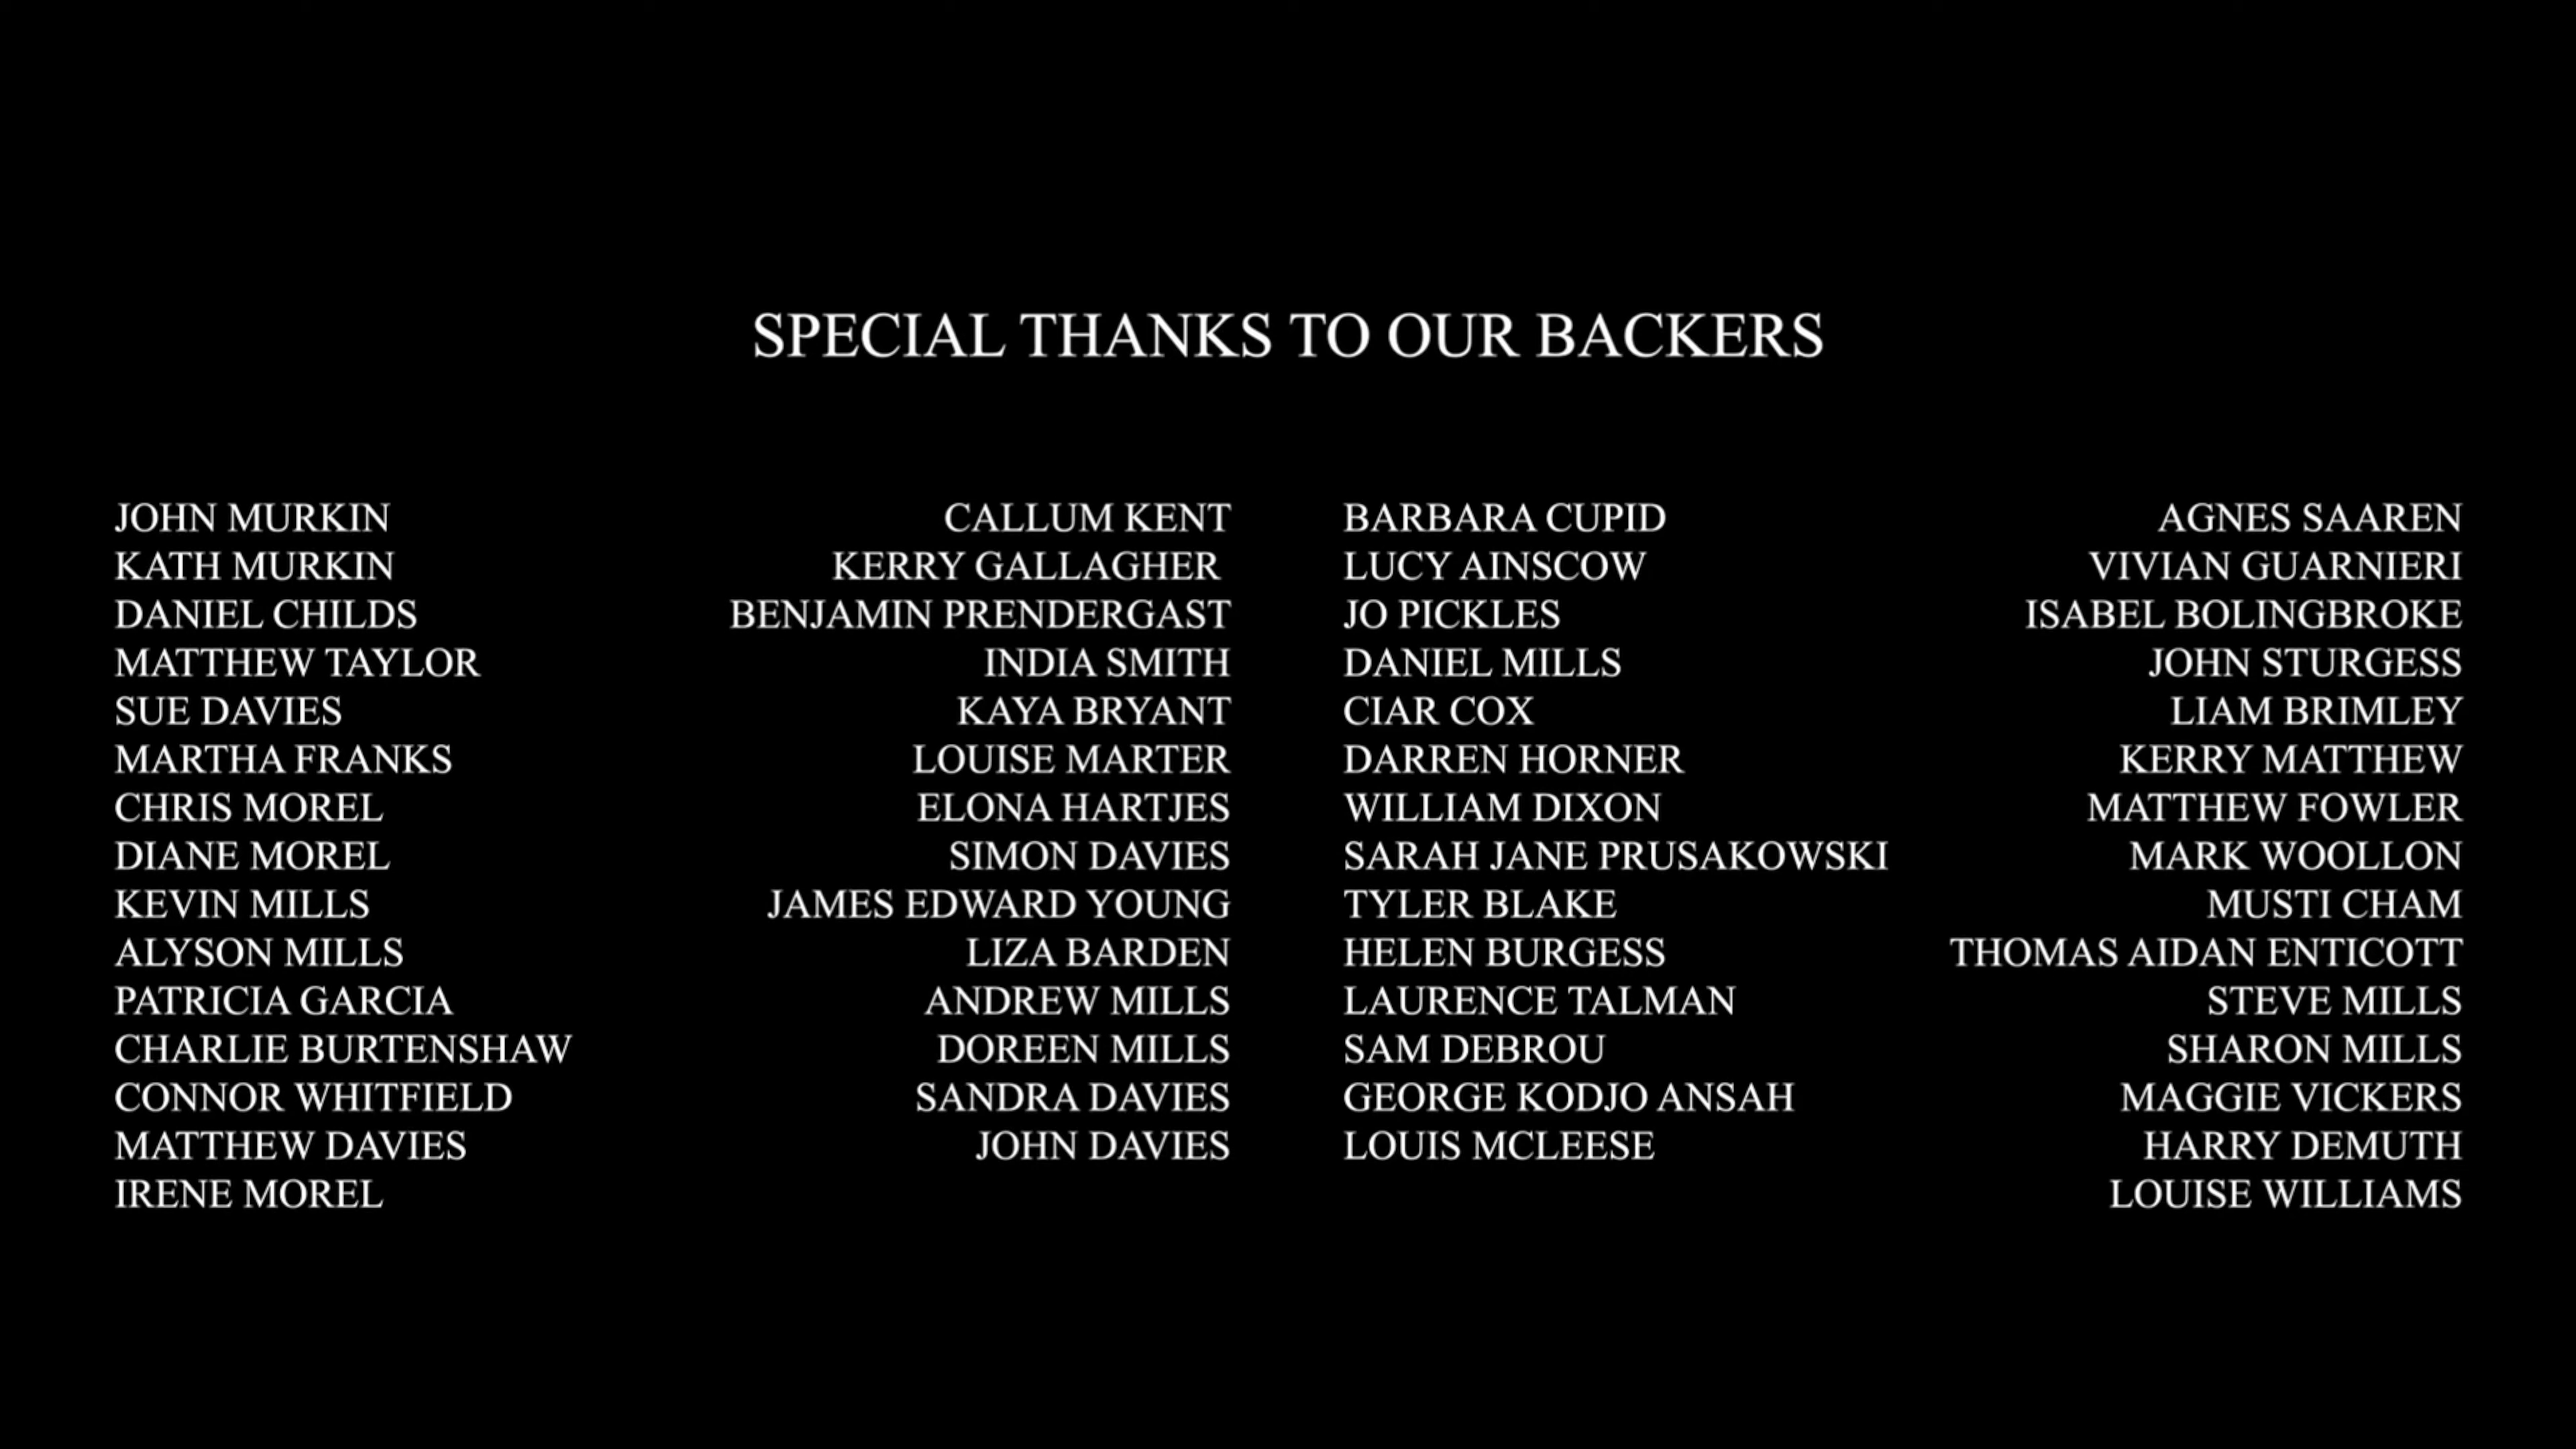 SPECIAL THANKS TO OUR BACKERS
JOHN MURKIN
KATH MURKIN
DANIEL CHILDS
MATTHEW TAYLOR
SUE DAVIES
MARTHA FRANKS
CHRIS MOREL
DIANE MOREL
KEVIN MILLS
ALYSON MILLS
PATRICIA GARCIA
CHARLIE BURTENSHAW
CONNOR WHITFIELD
MATTHEW DAVIES
IRENE MOREL
CALLUM KENT
KERRY GALLAGHER
BENJAMIN PRENDERGAST
INDIA SMITH
KAYA BRYANT
LOUISE MARTER
ELONA HARTJES
SIMON DAVIES
JAMES EDWARD YOUNG
LIZA BARDEN
ANDREW MILLS
DOREEN MILLS
SANDRA DAVIES
JOHN DAVIES
BARBARA CUPID
LUCY AINSCOW
JO PICKLES
DANIEL MILLS
CIAR COX
DARREN HORNER
WILLIAM DIXON
SARAH JANE PRUSAKOWSKI
TYLER BLAKE
HELEN BURGESS
LAURENCE TALMAN
SAM DEBROU
GEORGE KODJO ANSAH
LOUIS MCLEESE
AGNES SAAREN
VIVIAN GUARNIERI
ISABEL BOLINGBROKE
JOHN STURGESS
LIAM BRIMLEY
KERRY MATTHEW
MATTHEW FOWLER
MARK WOOLLON
MUSTI CHAM
THOMAS AIDAN ENTICOTT
STEVE MILLS
SHARON MILLS
MAGGIE VICKERS
HARRY DEMUTH
LOUISE WILLIAMS